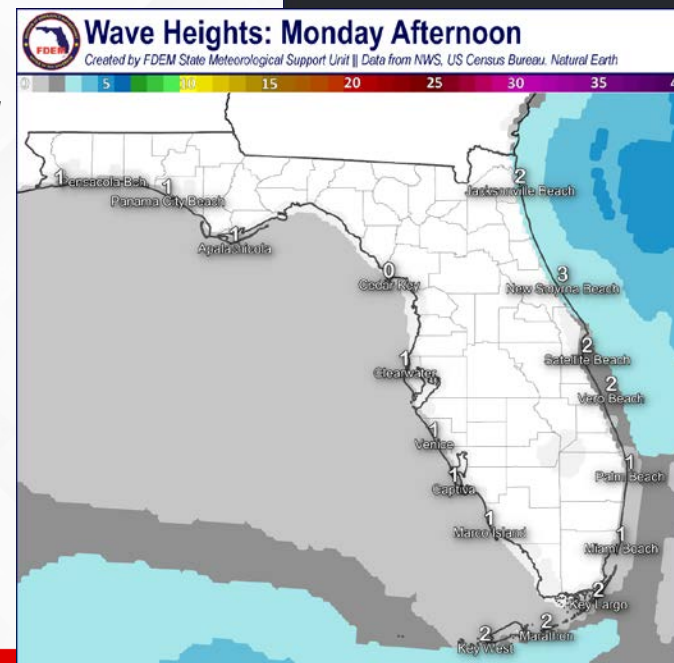 FDEM
Wave Heights: Monday Afternoon
Created by FDEM State Meteorological Support Unit || Data from NWS, US Census Bureau, Natural Earth
0 5 10 15 20 25 30 35 4
1
Pensacola Bch
1
Panama City Beach
1
Apalachicola
2
Jacksonville Beach
0
Cedar Key
3
New Smyrna Beach
2
Satellite Beach
1
Clearwater
2
Vero Beach
1
Venice
1
Captiva
1
Palm Beach
1
Marco Island
1
Miami Beach
2
Key Largo
2
Marathon
2
Key West